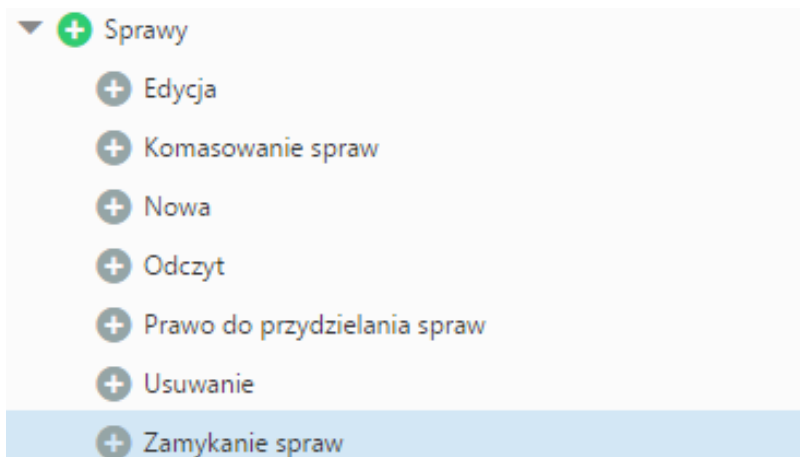 Sprawy
Edycja
Komasowanie spraw
Nowa
Odczyt
Prawo do przydzielania spraw
Usuwanie
Zamykanie spraw